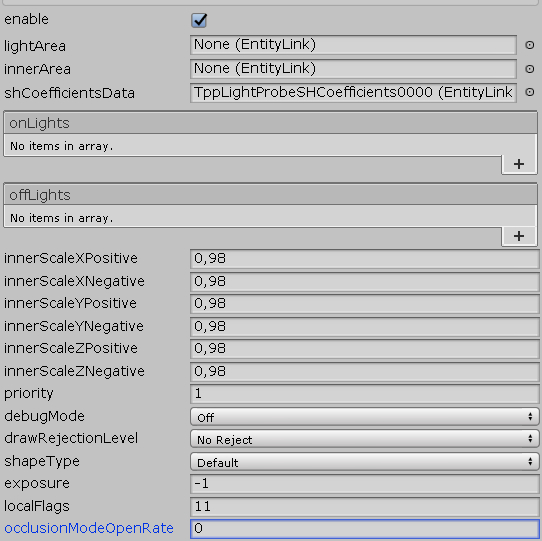 enable
lightArea None (EntityLink)
innerArea None (EntityLink)
shCoefficientsData TppLightProbeSHCoefficients0000 (EntityLink
onLights
No items in array.
+
offLights
No items in array.
+
innerScaleXPositive 0,98
innerScaleXNegative 0,98
innerScaleYPositive 0,98
innerScaleYNegative 0,98
innerScaleZPositive 0,98
innerScaleZNegative 0,98
priority 1
debugMode Off
drawRejectionLevel No Reject
shapeType Default
exposure -1
localFlags 11
occlusionModeOpenRate 0